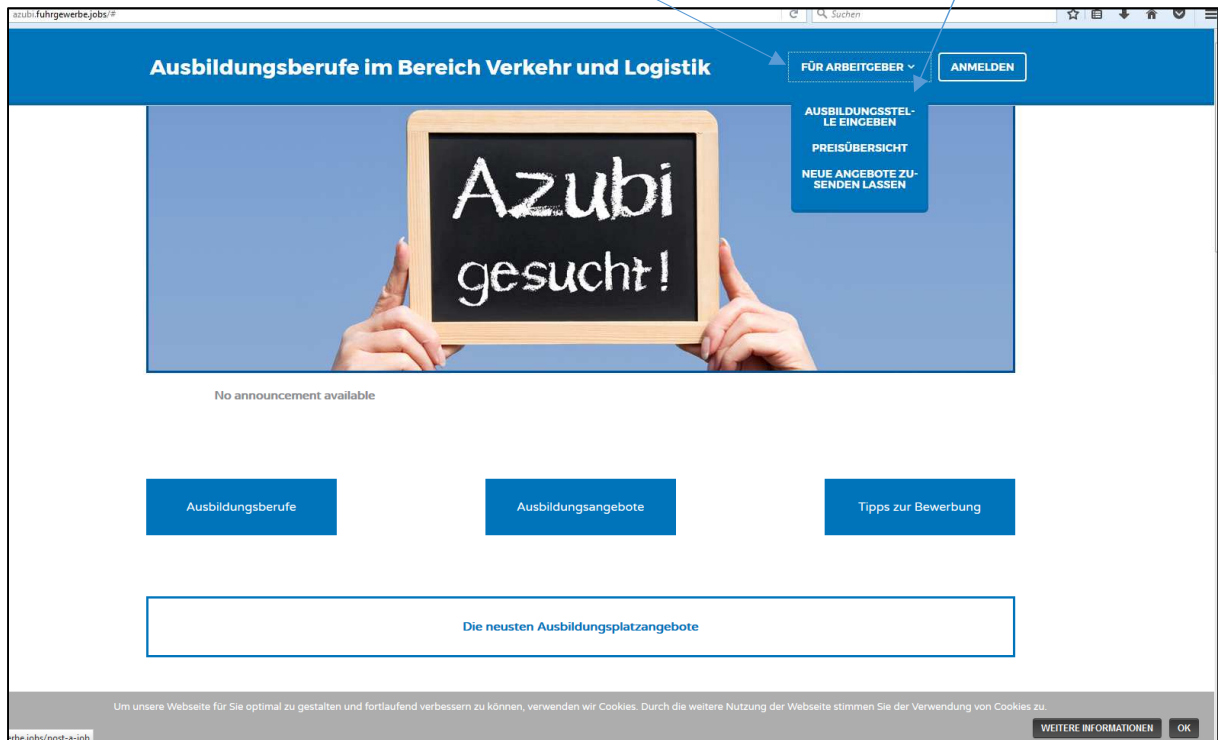 azubi.fuhrgewerbe.jobs/#
Suchen
Ausbildungsberufe im Bereich Verkehr und Logistik
FÜR ARBEITGEBER
ANMELDEN
AUSBILDUNGSSTEL-
LE EINGEBEN
PREISÜBERSICHT
NEUE ANGEBOTE ZU-
SENDEN LASSEN
Azubi
gesucht!
No announcement available
Ausbildungsberufe
Ausbildungsangebote
Tipps zur Bewerbung
Die neusten Ausbildungsplatzangebote
Um unsere Webseite für Sie optimal zu gestalten und fortlaufend verbessern zu können, verwenden wir Cookies. Durch die weitere Nutzung der Webseite stimmen Sie der Verwendung von Cookies zu.
WEITERE INFORMATIONEN
OK
erbe.jobs/post-a-job